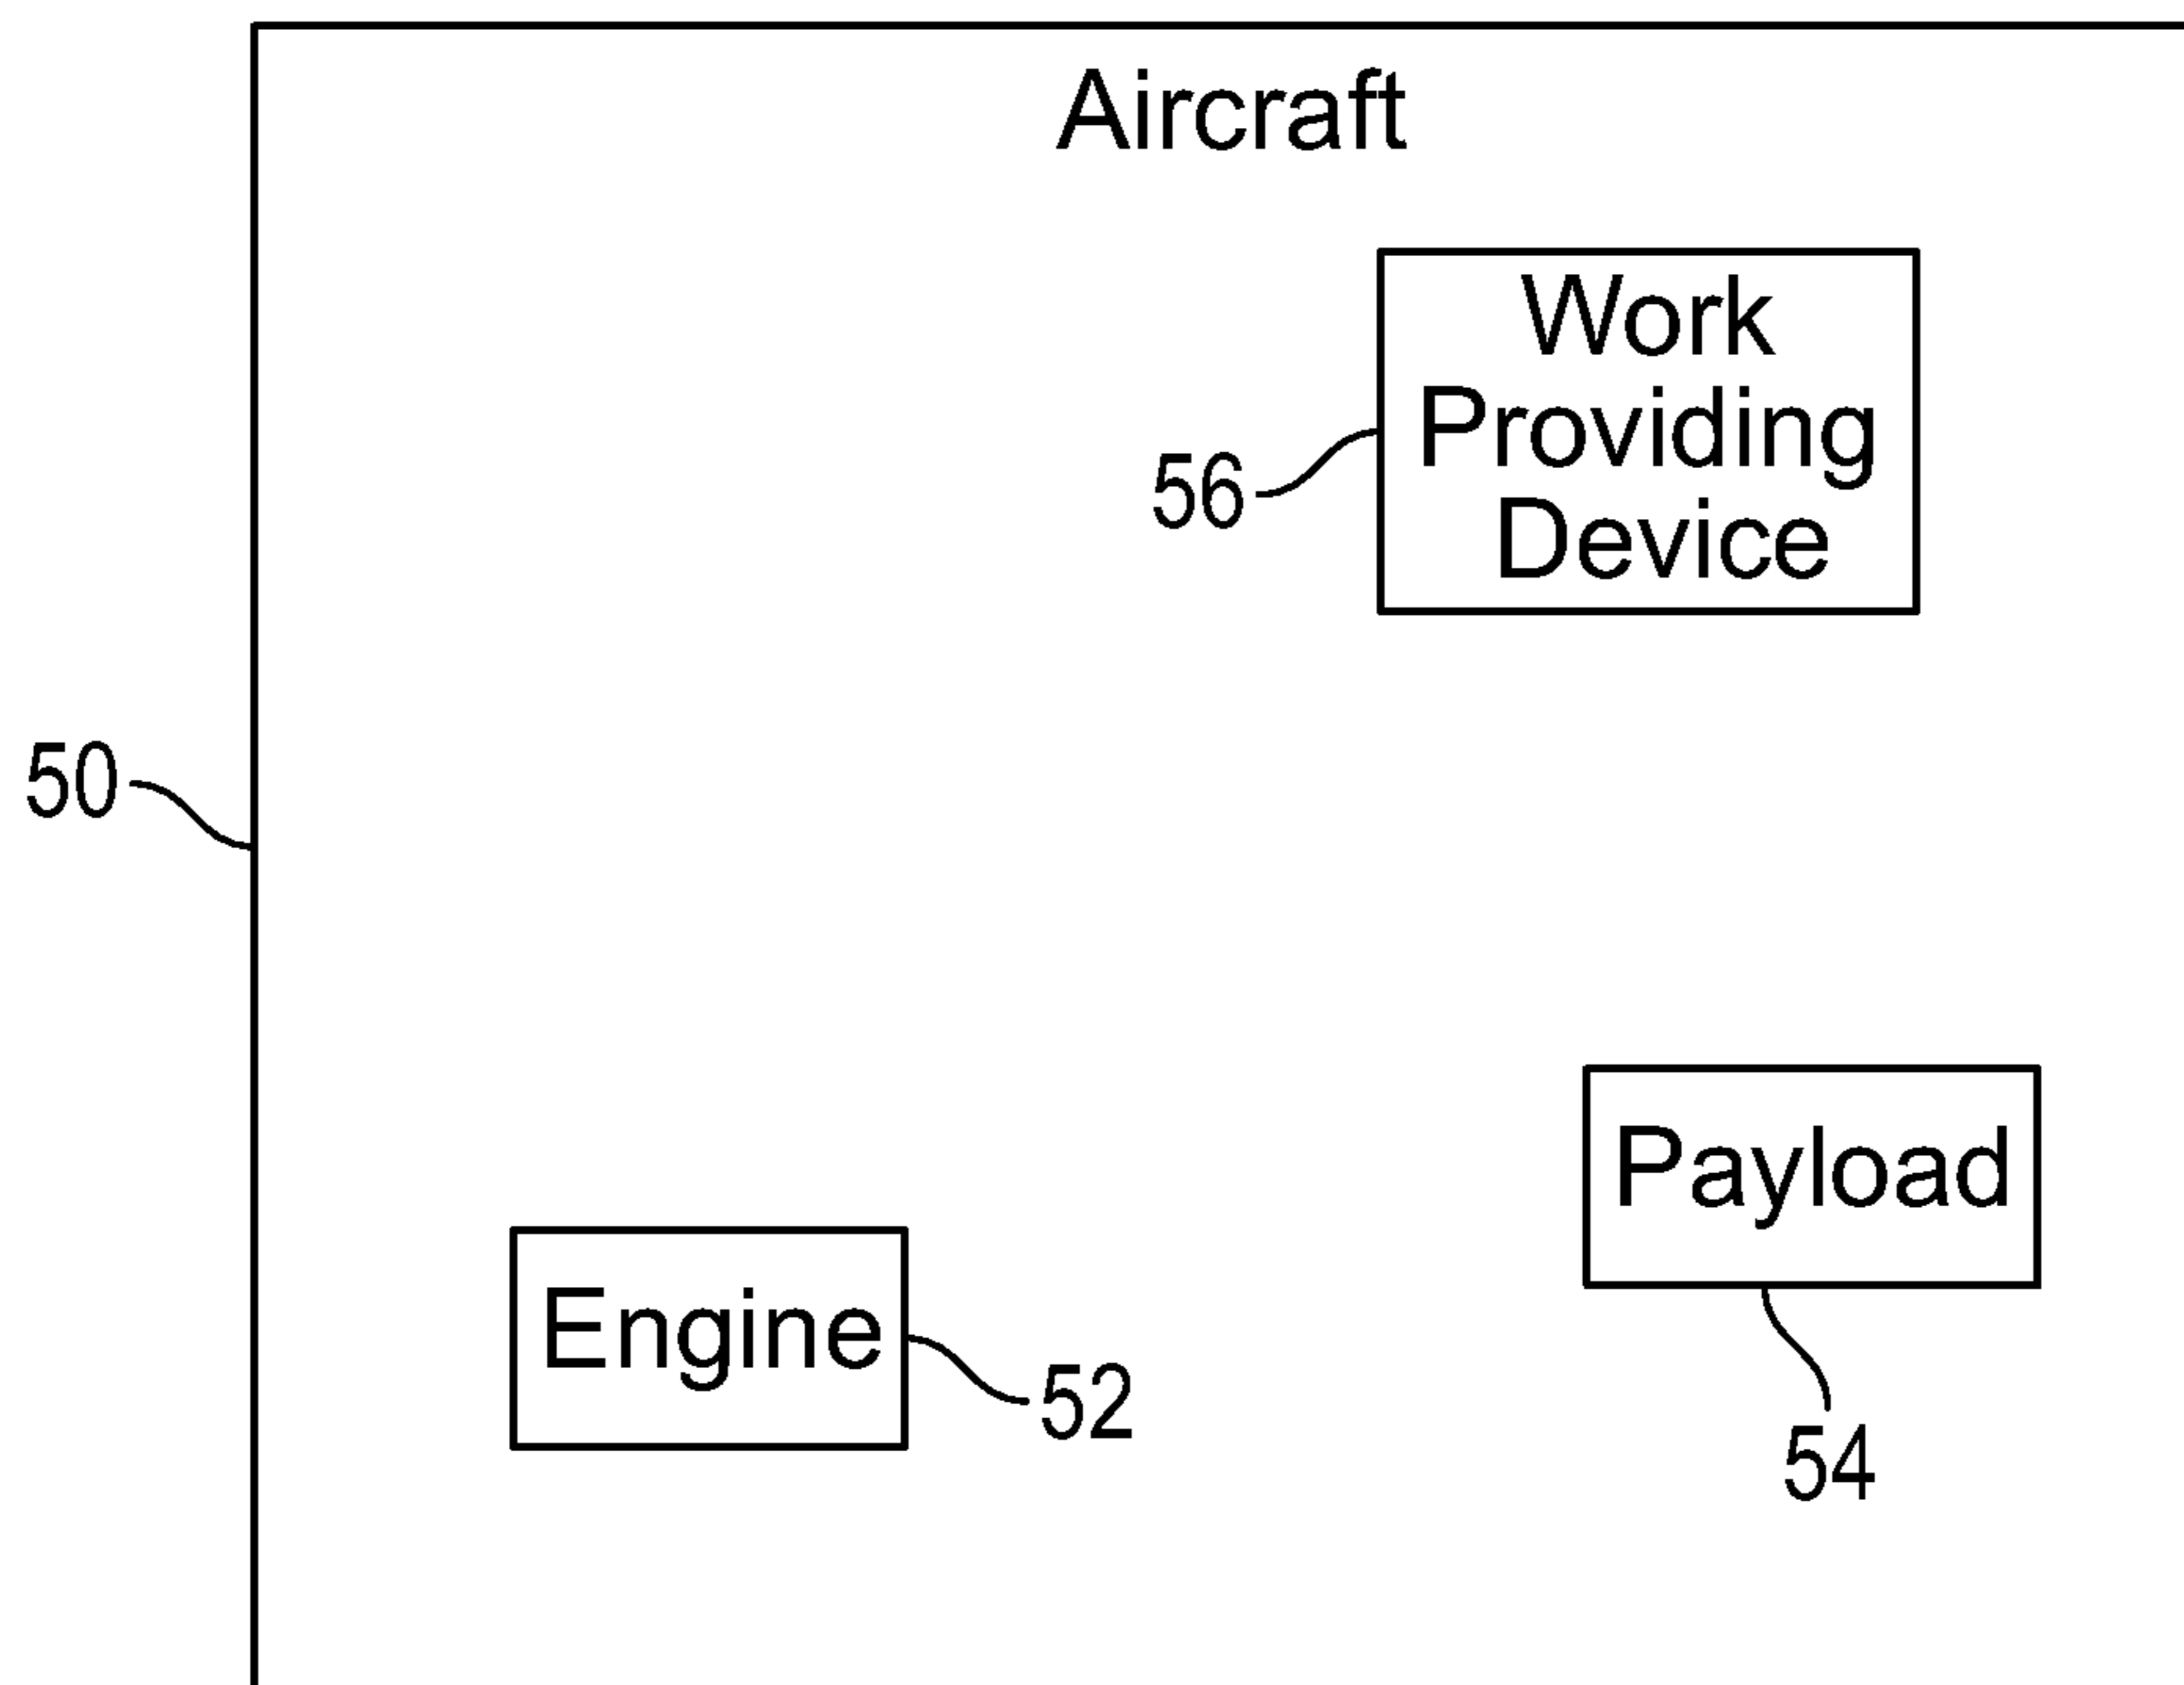 Aircraft
Work
Providing
Device
56
50
Payload
Engine
52
54